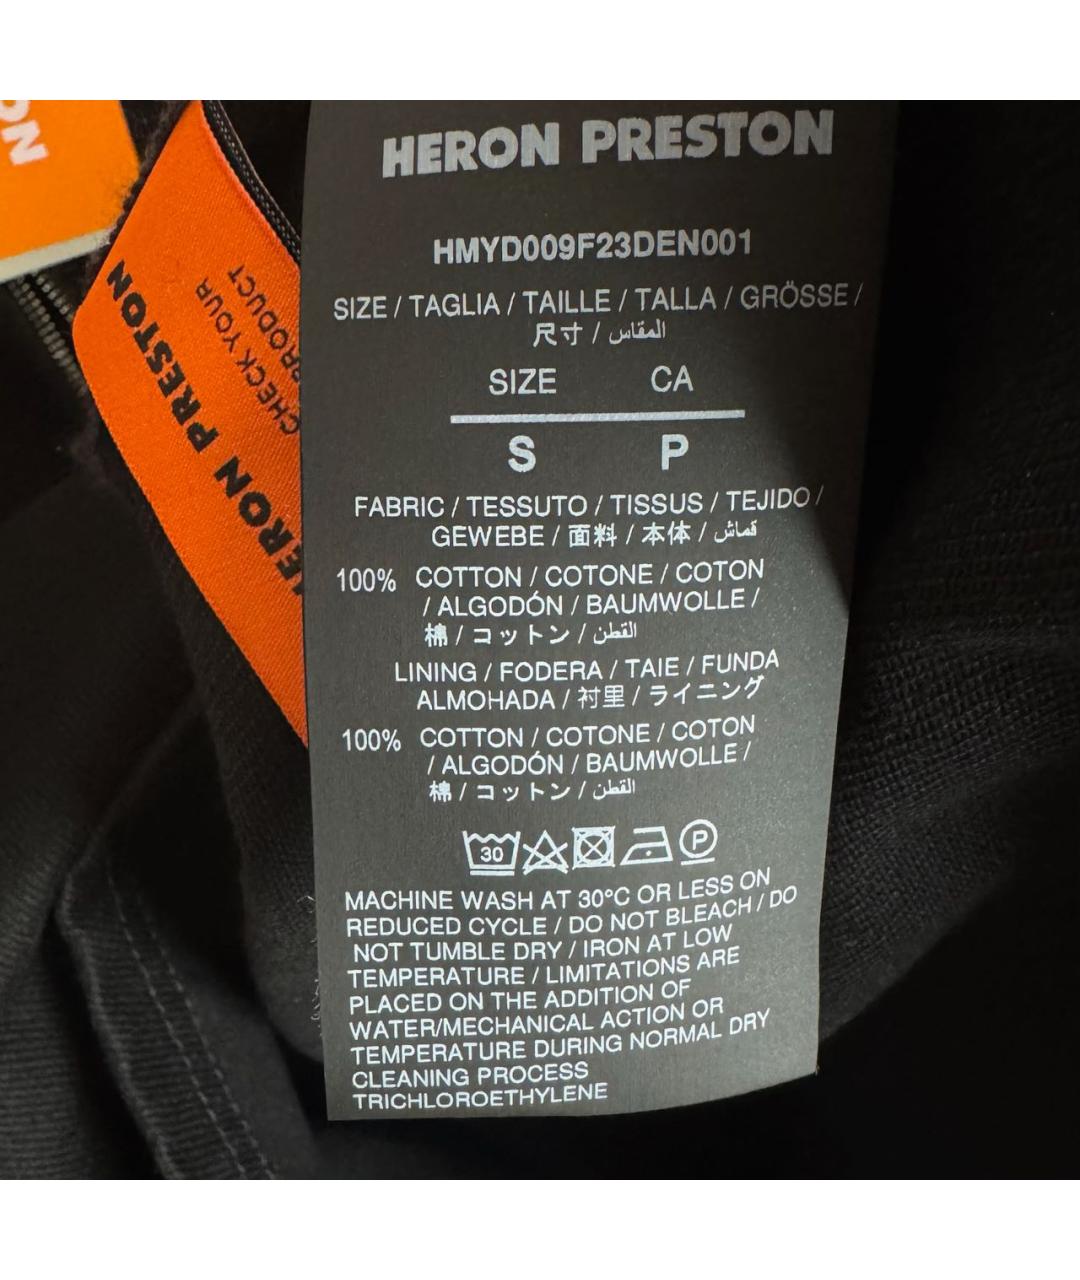 ON
HERON PRESTON
CHECK YOUR
PRODUCT
HERON PRESTON
HMYD009F23DEN001
SIZE / TAGLIA / TAILLE / TALLA / GRÖSSE /
尺寸 / المقاس
SIZE CA
S P
FABRIC / TESSUTO / TISSUS / TEJIDO /
GEWEBE / 面料 / 本体 / قماش
100% COTTON / COTONE / COTON
/ ALGODÓN / BAUMWOLLE /
棉 / コットン / القطن
LINING / FODERA / TAIE / FUNDA
ALMOHADA / 衬里 / ライニング
100% COTTON / COTONE / COTON
/ ALGODÓN / BAUMWOLLE /
棉 / コットン / القطن
30 P
MACHINE WASH AT 30°C OR LESS ON
REDUCED CYCLE / DO NOT BLEACH / DO
NOT TUMBLE DRY / IRON AT LOW
TEMPERATURE / LIMITATIONS ARE
PLACED ON THE ADDITION OF
WATER/MECHANICAL ACTION OR
TEMPERATURE DURING NORMAL DRY
CLEANING PROCESS
TRICHLOROETHYLENE